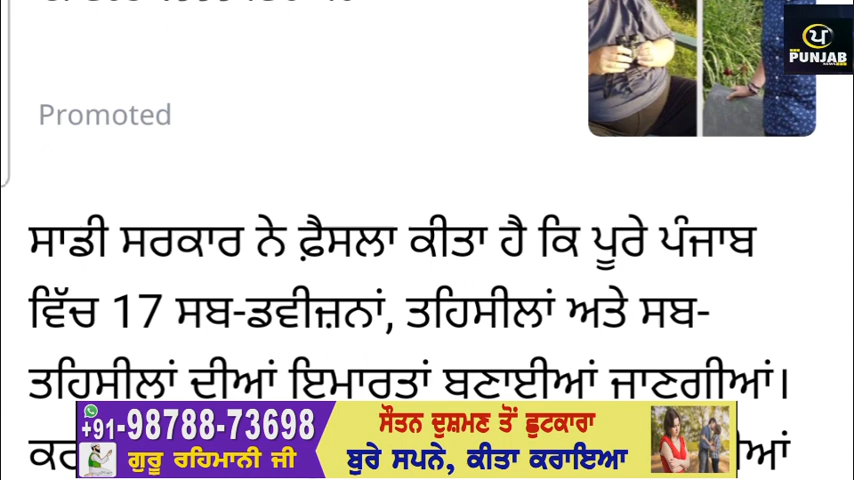 ਪ
PUNJAB
NEWS
Promoted
ਸਾਡੀ ਸਰਕਾਰ ਨੇ ਫ਼ੈਸਲਾ ਕੀਤਾ ਹੈ ਕਿ ਪੂਰੇ ਪੰਜਾਬ
ਵਿੱਚ 17 ਸਬ-ਡਵੀਜ਼ਨਾਂ, ਤਹਿਸੀਲਾਂ ਅਤੇ ਸਬ-
ਤਹਿਸੀਲਾਂ ਦੀਆਂ ਇਮਾਰਤਾਂ ਬਣਾਈਆਂ ਜਾਣਗੀਆਂ।
+91-98788-73698
ਗੁਰੂ ਰਹਿਮਾਨੀ ਜੀ
ਸੌਤਨ ਦੁਸ਼ਮਣ ਤੋਂ ਛੁਟਕਾਰਾ
ਬੁਰੇ ਸਪਨੇ, ਕੀਤਾ ਕਰਾਇਆ